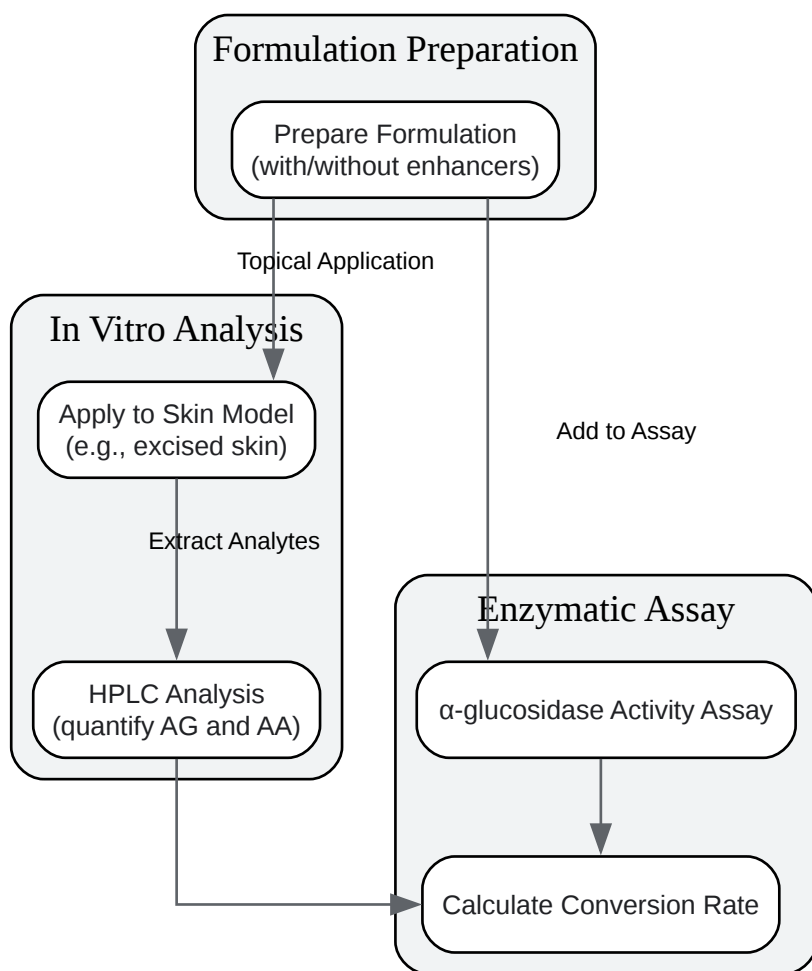 Formulation Preparation
Prepare Formulation
(with/without enhancers)
Topical Application
In Vitro Analysis
Apply to Skin Model
(e.g., excised skin)
Add to Assay
Extract Analytes
Enzymatic Assay
HPLC Analysis
(quantify AG and AA)
α-glucosidase Activity Assay
Calculate Conversion Rate